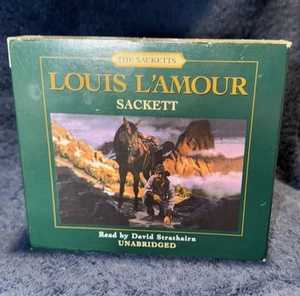 THE SACKETTS
LOUIS L'AMOUR
SACKETT
Read by David Strathairn
UNABRIDGED